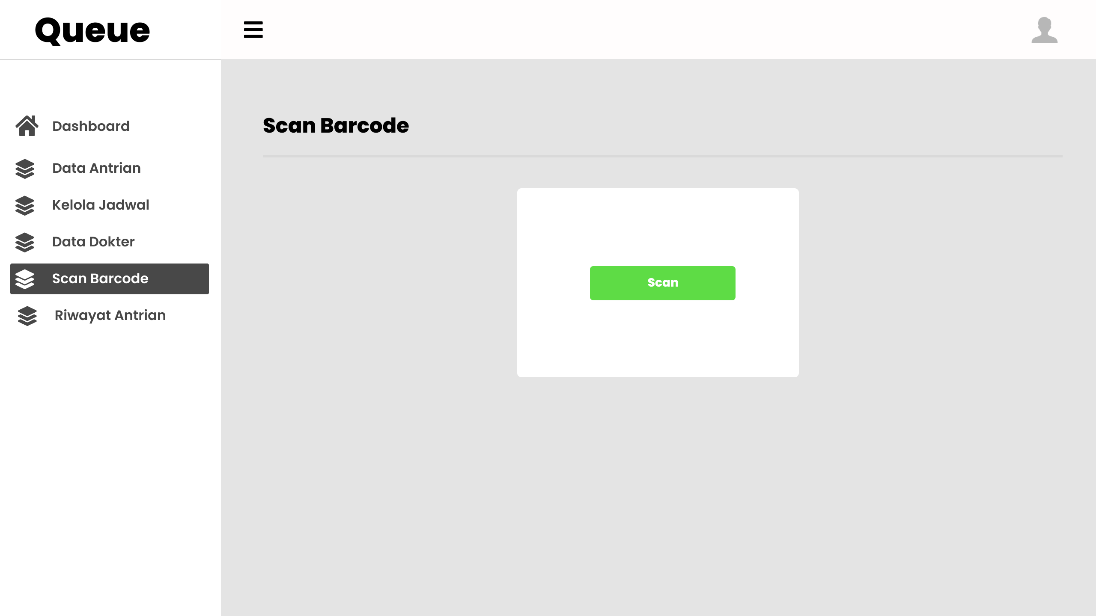 Queue
Dashboard
Data Antrian
Kelola Jadwal
Data Dokter
Scan Barcode
Riwayat Antrian
Scan Barcode
Scan